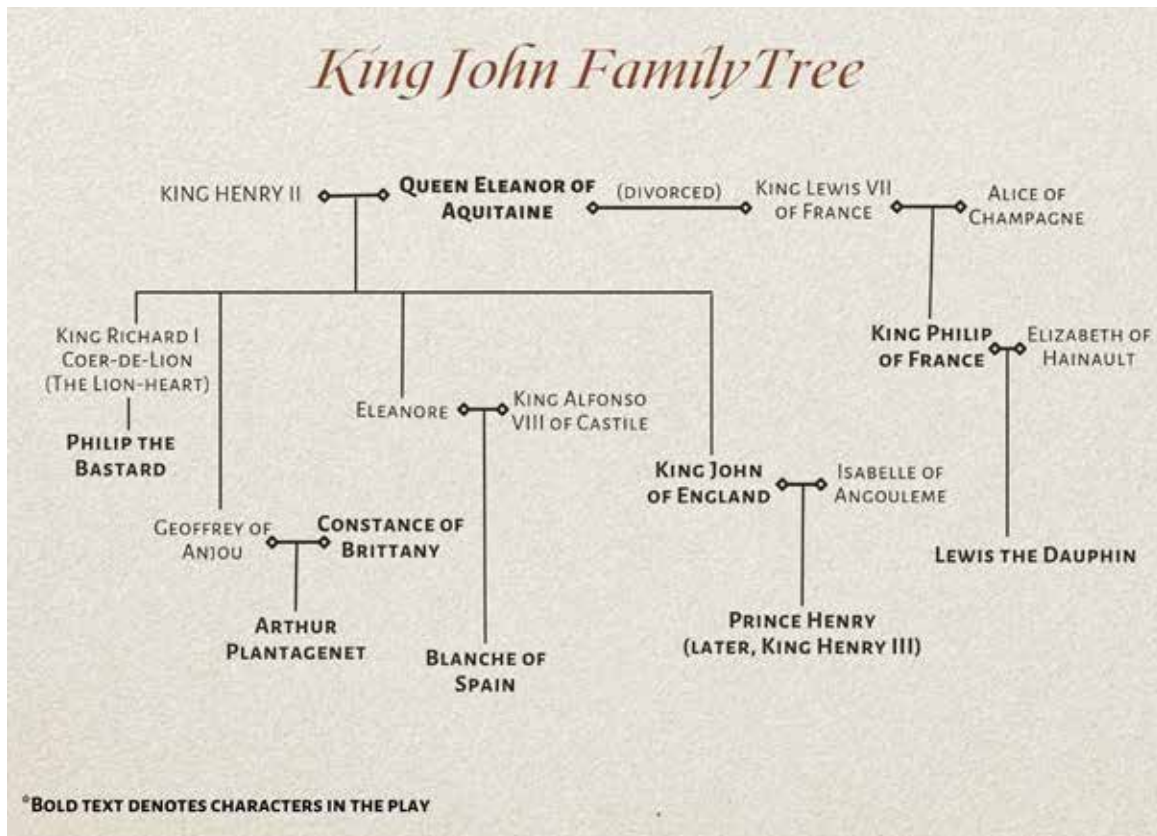 King John Family Tree
KING HENRY II
QUEEN ELEANOR OF
AQUITAINE
(DIVORCED)
KING LEWIS VII
OF FRANCE
ALICE OF
CHAMPAGNE
KING RICHARD I
COER-DE-LION
(THE LION-HEART)
PHILIP THE
BASTARD
GEOFFREY OF
ANJOU
CONSTANCE OF
BRITTANY
ARTHUR
PLANTAGENET
ELEANORE
KING ALFONSO
VIII OF CASTILE
BLANCHE OF
SPAIN
KING JOHN
OF ENGLAND
ISABELLE OF
ANGOULEME
PRINCE HENRY
(LATER, KING HENRY III)
KING PHILIP
OF FRANCE
ELIZABETH OF
HAINAULT
LEWIS THE DAUPHIN
*BOLD TEXT DENOTES CHARACTERS IN THE PLAY